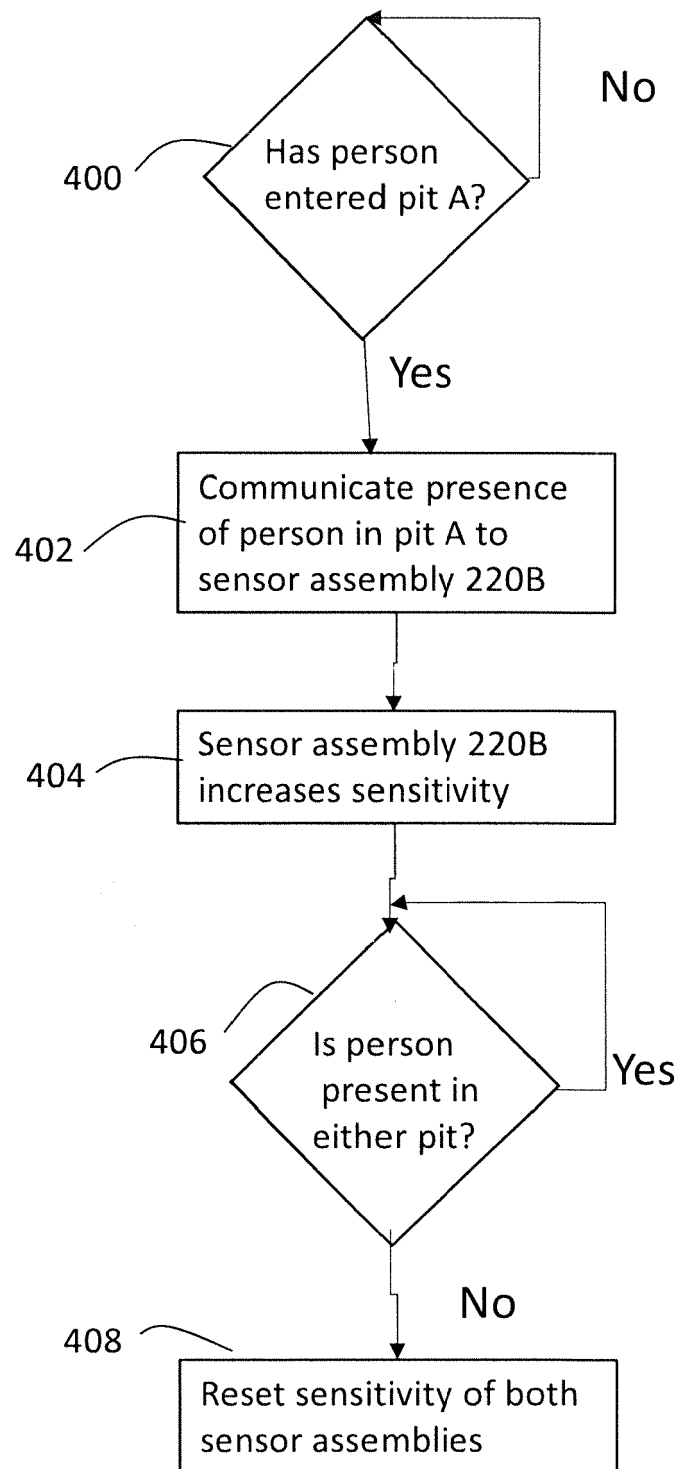 No
400
Has person
entered pit A?
Yes
402
Communicate presence
of person in pit A to
sensor assembly 220B
404
Sensor assembly 220B
increases sensitivity
406
Is person
present in
either pit?
Yes
No
408
Reset sensitivity of both
sensor assemblies